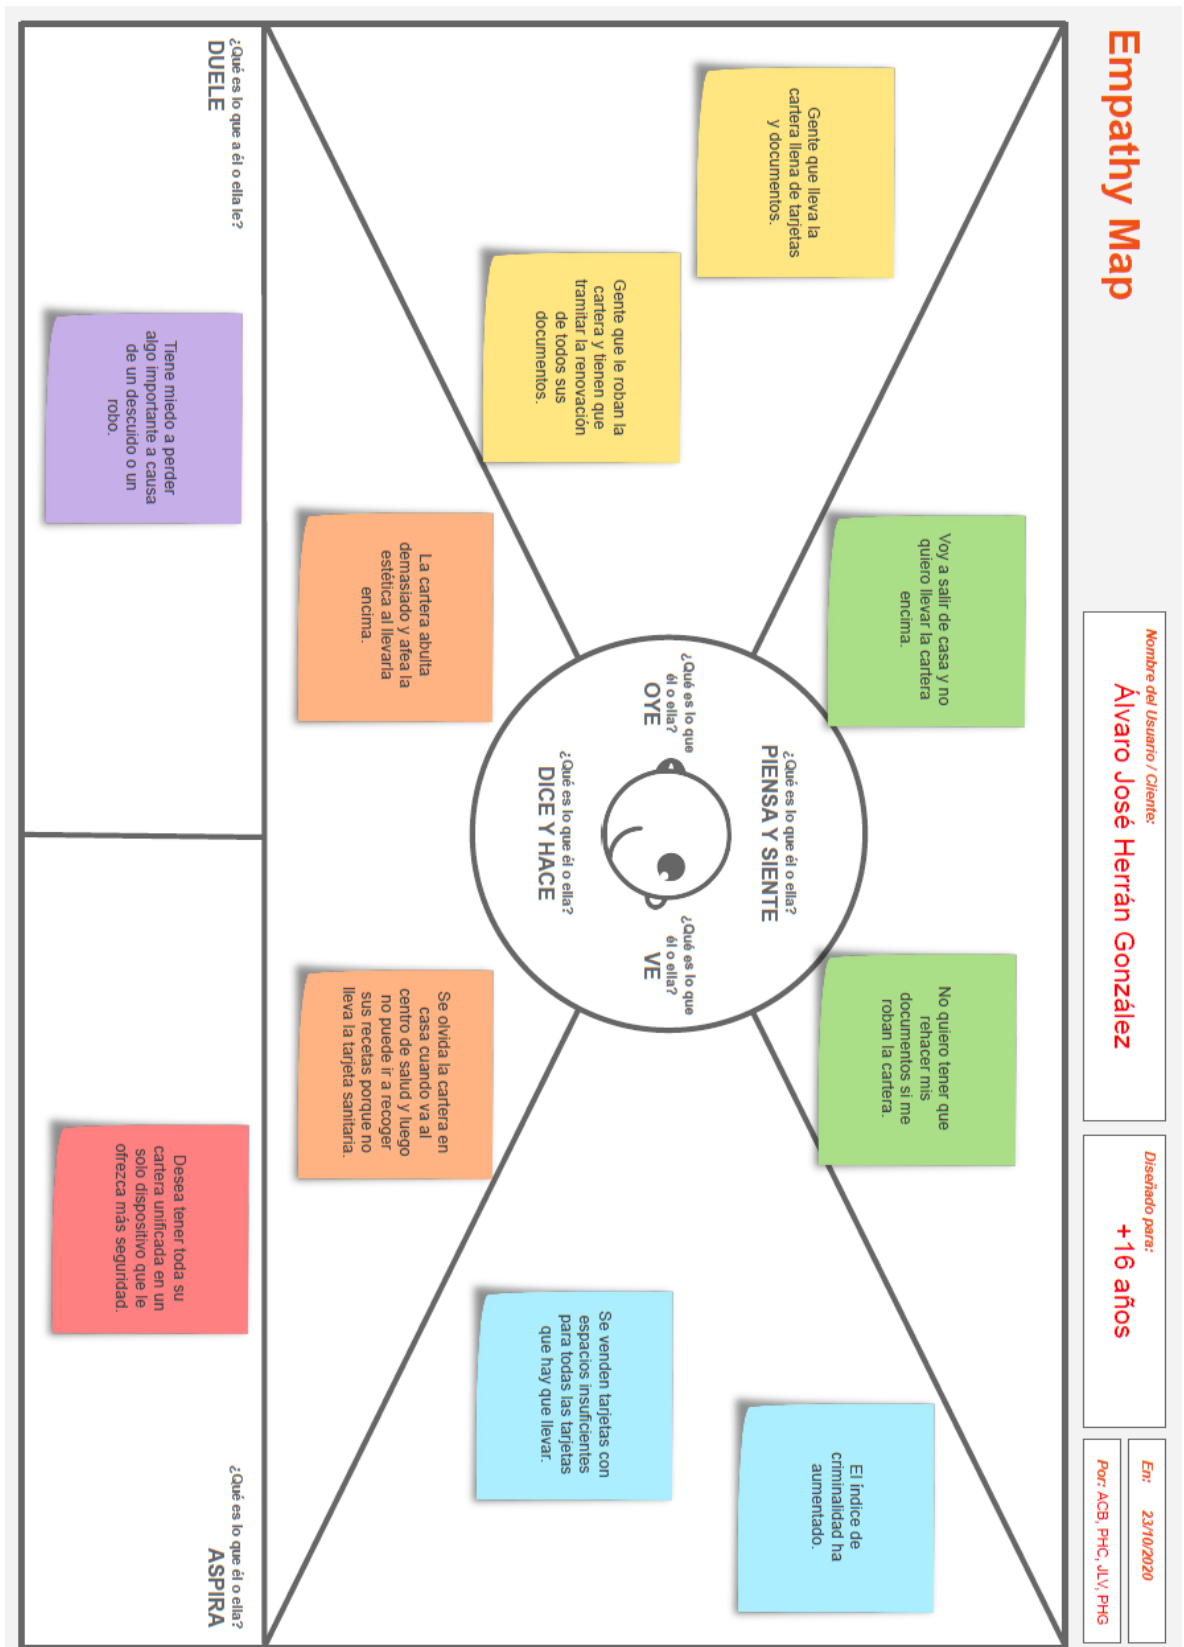 Empathy Map
Nombre del Usuario / Cliente:
Álvaro José Herrán González
Diseñado para:
+16 años
En: 23/10/2020
Por: ACB, PHC, JLV, PHG
Voy a salir de casa y no
quiero llevar la cartera
encima.
No quiero tener que
rehacer mis
documentos si me
roban la cartera.
Gente que lleva la
cartera llena de tarjetas
y documentos.
Gente que le roban la
cartera y tienen que
tramitar la renovación
de todos sus
documentos.
¿Qué es lo que él o ella?
PIENSA Y SIENTE
¿Qué es lo que
él o ella?
OYE
¿Qué es lo que
él o ella?
VE
¿Qué es lo que él o ella?
DICE Y HACE
El índice de
criminalidad ha
aumentado.
Se venden tarjetas con
espacios insuficientes
para todas las tarjetas
que hay que llevar.
La cartera abulta
demasiado y afea la
estética al llevarla
encima.
Se olvida la cartera en
casa cuando va al
centro de salud y luego
no puede ir a recoger
sus recetas porque no
lleva la tarjeta sanitaria.
¿Qué es lo que a él o ella le?
DUELE
Tiene miedo a perder
algo importante a causa
de un descuido o un
robo.
¿Qué es lo que él o ella?
ASPIRA
Desea tener toda su
cartera unificada en un
solo dispositivo que le
ofrezca más seguridad.